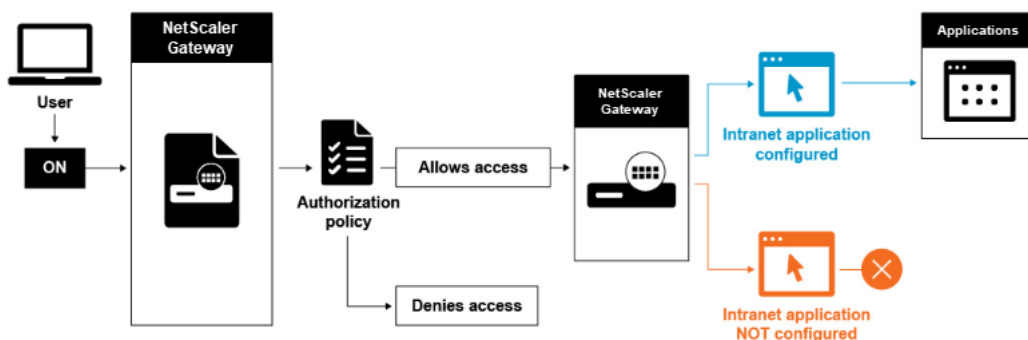 User
ON
NetScaler
Gateway
Authorization
policy
Allows access
Denies access
NetScaler
Gateway
Intranet application
configured
Intranet application
NOT configured
Applications